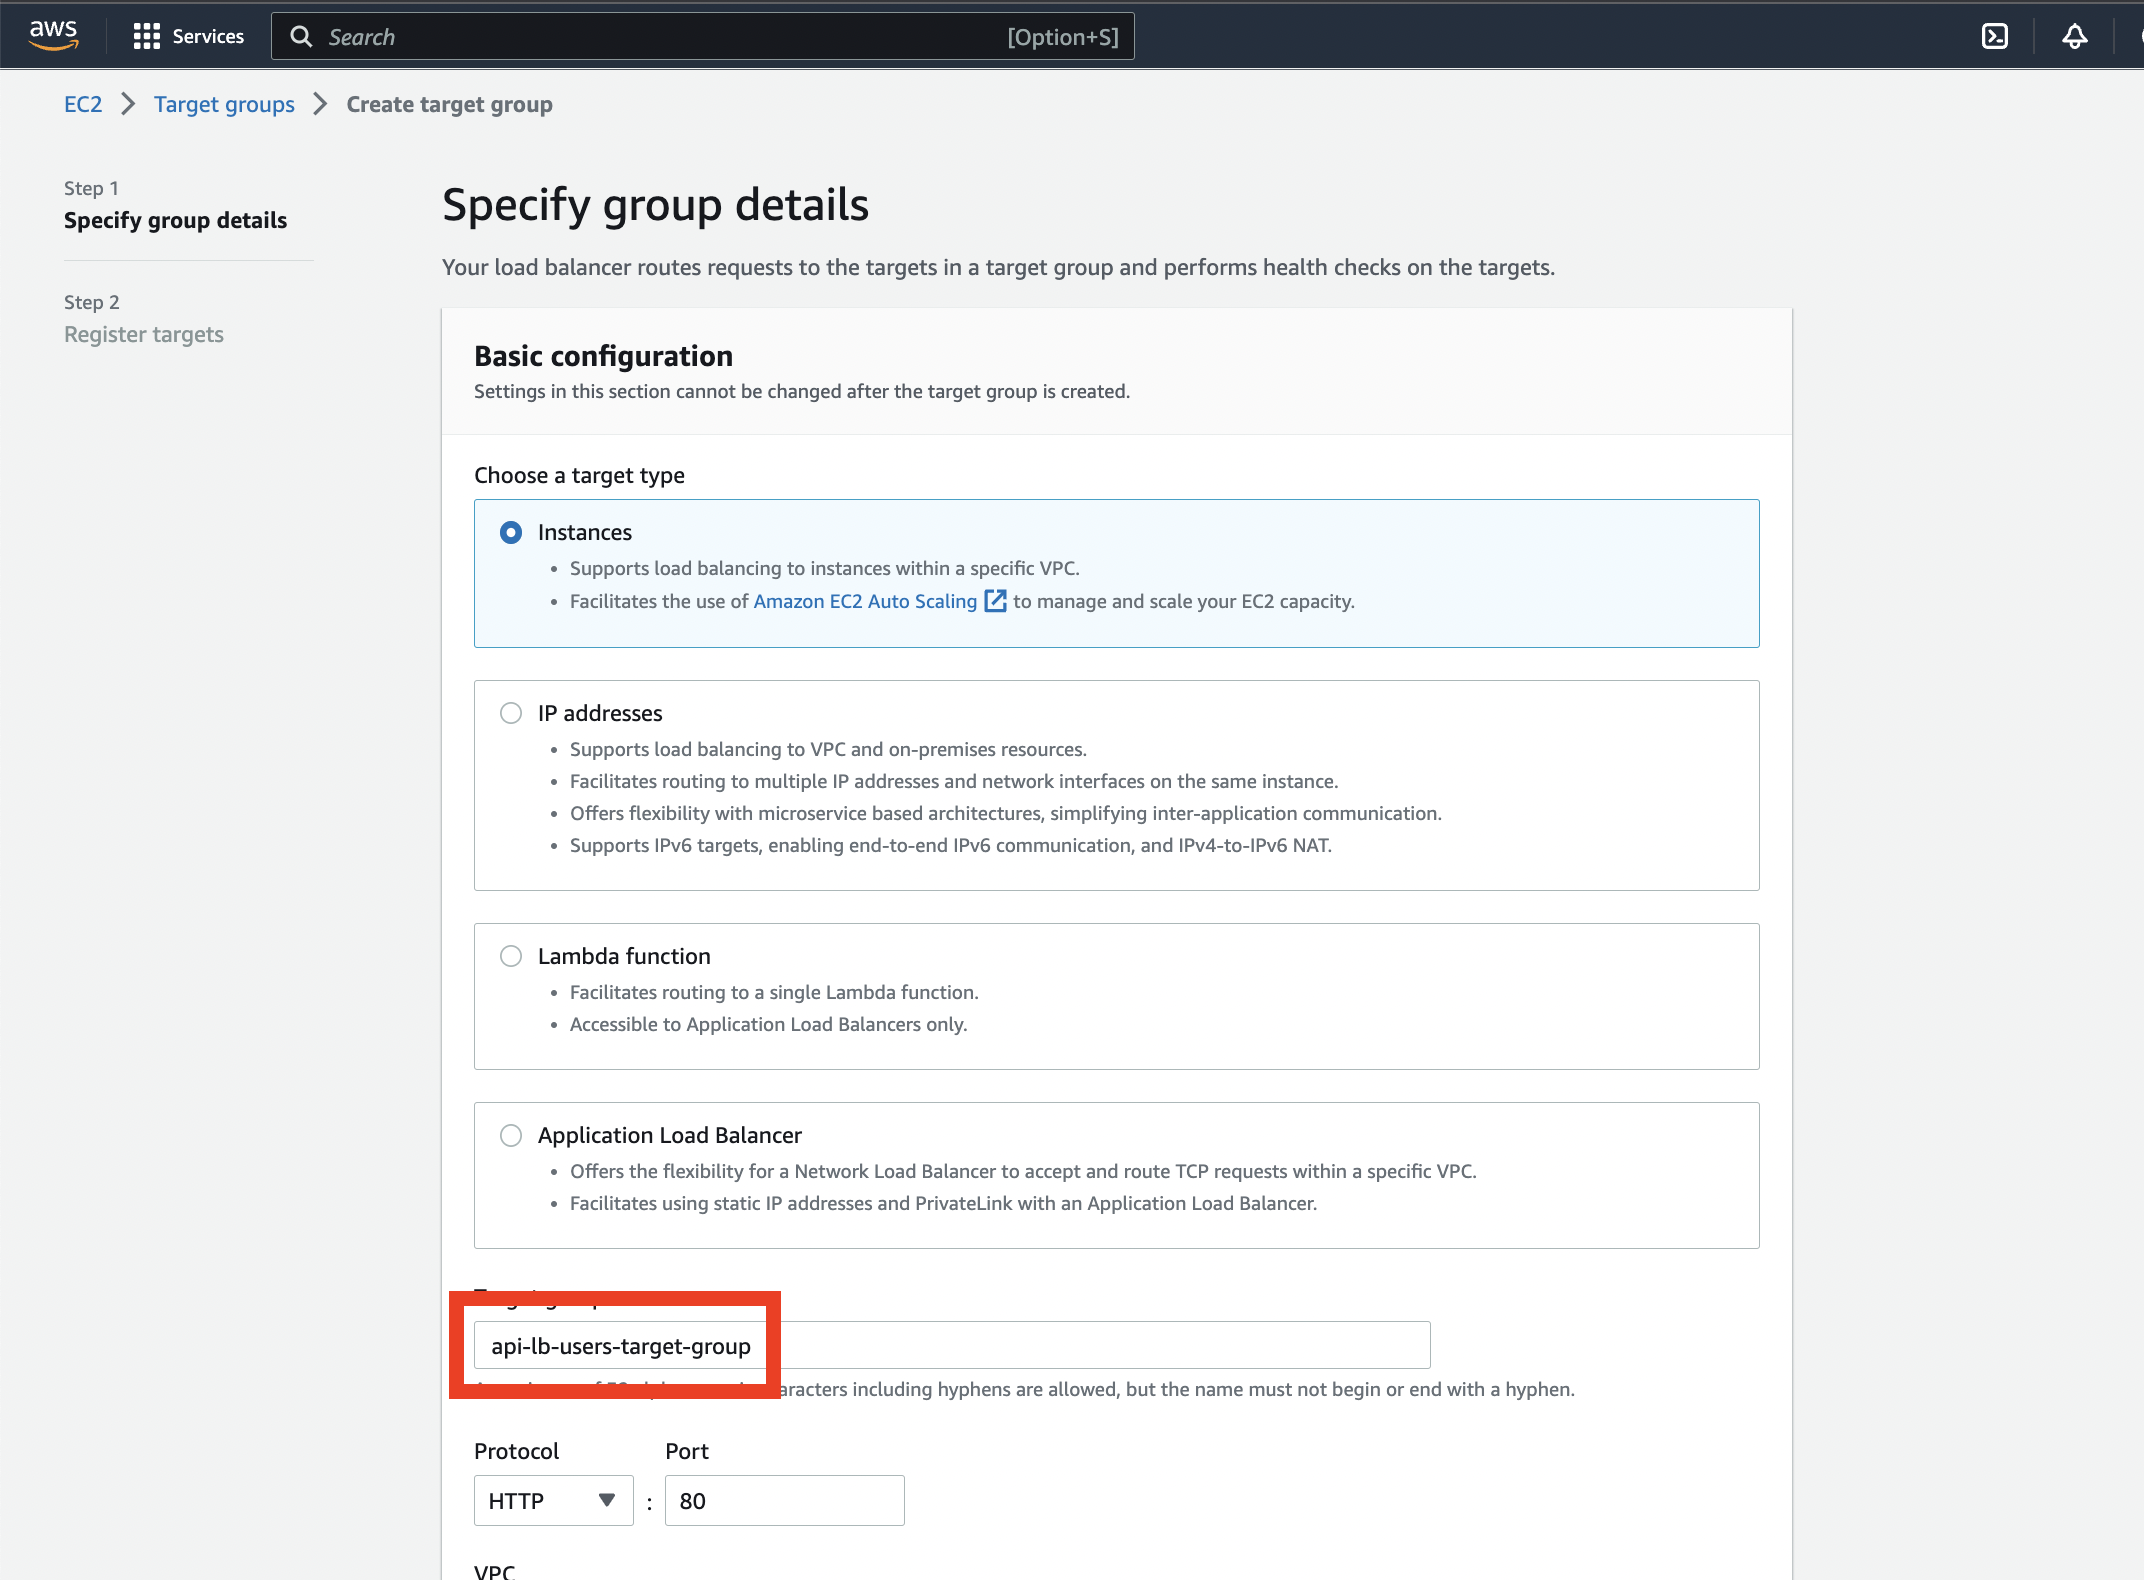 aws Services Search [Option+S]
EC2 Target groups Create target group
Step 1
Specify group details
Step 2
Register targets
Specify group details
Your load balancer routes requests to the targets in a target group and performs health checks on the targets.
Basic configuration
Settings in this section cannot be changed after the target group is created.
Choose a target type
Instances
• Supports load balancing to instances within a specific VPC.
• Facilitates the use of Amazon EC2 Auto Scaling to manage and scale your EC2 capacity.
IP addresses
• Supports load balancing to VPC and on-premises resources.
• Facilitates routing to multiple IP addresses and network interfaces on the same instance.
• Offers flexibility with microservice based architectures, simplifying inter-application communication.
• Supports IPv6 targets, enabling end-to-end IPv6 communication, and IPv4-to-IPv6 NAT.
Lambda function
• Facilitates routing to a single Lambda function.
• Accessible to Application Load Balancers only.
Application Load Balancer
• Offers the flexibility for a Network Load Balancer to accept and route TCP requests within a specific VPC.
• Facilitates using static IP addresses and PrivateLink with an Application Load Balancer.
api-lb-users-target-group
including hyphens are allowed, but the name must not begin or end with a hyphen.
Protocol Port
HTTP : 80
VPC